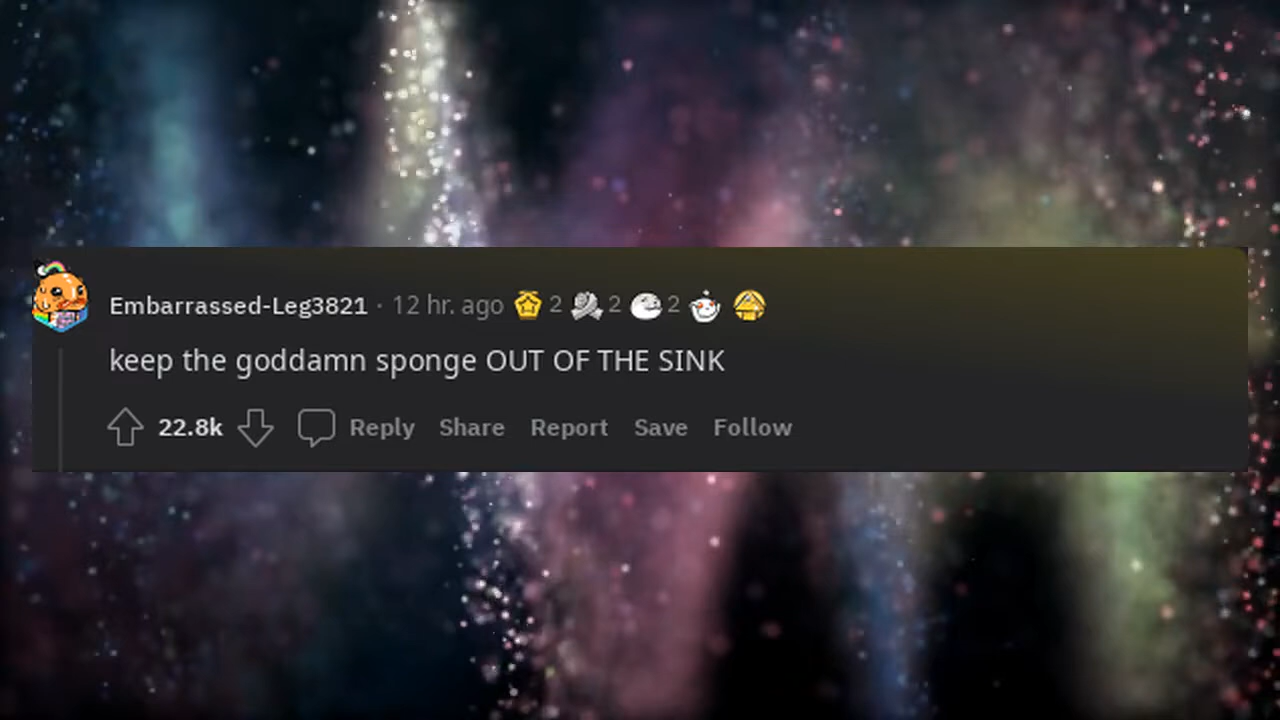 Embarrassed-Leg3821 · 12 hr. ago 2 2 2
keep the goddamn sponge OUT OF THE SINK
22.8k Reply Share Report Save Follow